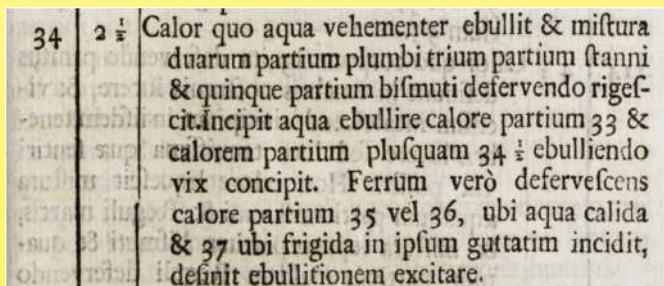 34 2 ½ Calor quo aqua vehementer ebullit & miſtura
duarum partium plumbi trium partium ſtanni
& quinque partium biſmuti defervendo rigeſ-
cit.Incipit aqua ebullire calore partium 33 &
calorem partium pluſquam 34 ½ ebulliendo
vix concipit. Ferrum verò deferveſcens
calore partium 35 vel 36, ubi aqua calida
& 37 ubi frigida in ipſum guttatim incidit,
deſinit ebullitionem excitare.